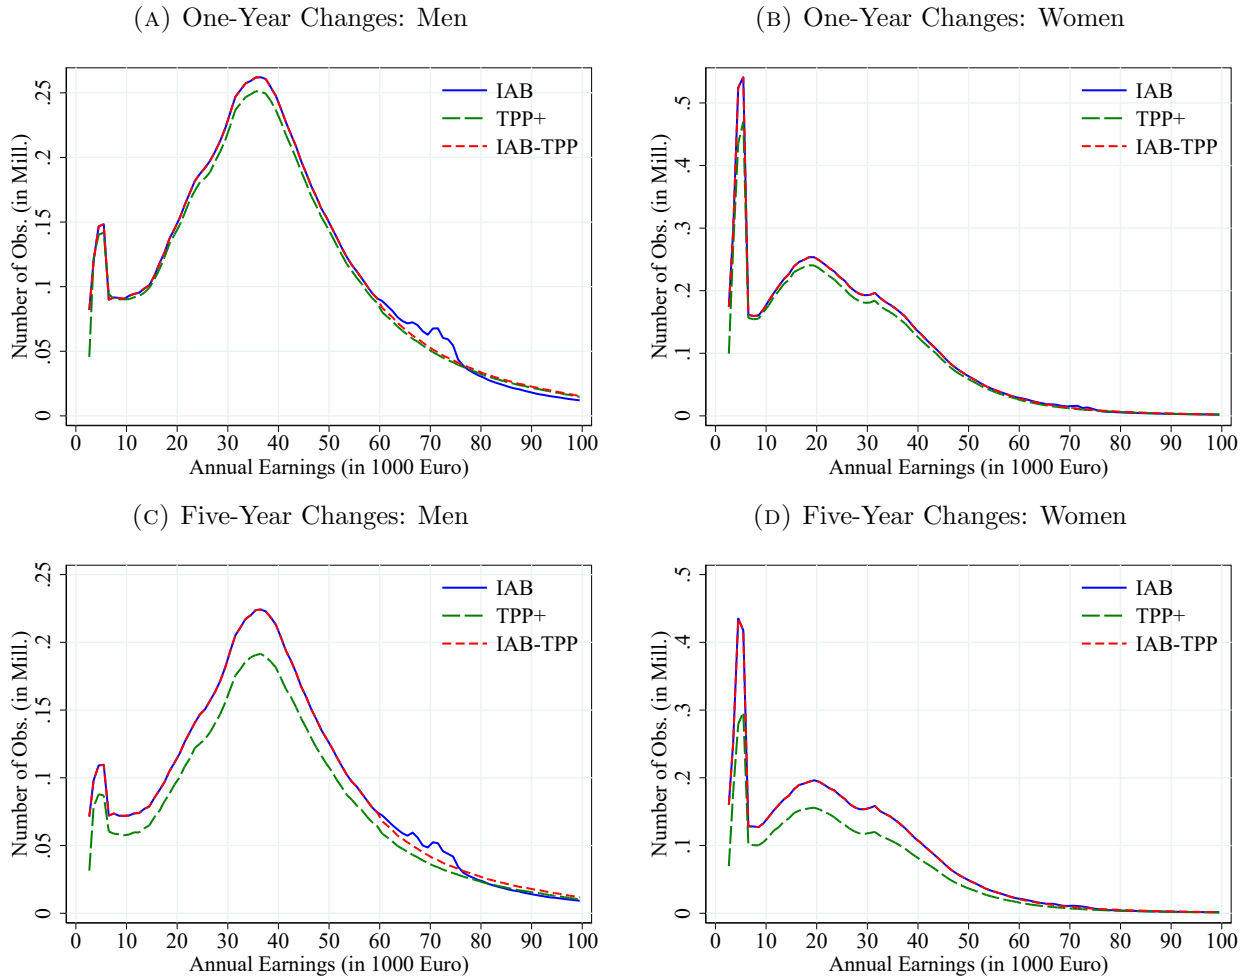 (A) One-Year Changes: Men
Number of Obs. (in Mill.)
0 .05 .1 .15 .2 .25
IAB
TPP+
IAB-TPP
0 10 20 30 40 50 60 70 80 90 100
Annual Earnings (in 1000 Euro)
(B) One-Year Changes: Women
Number of Obs. (in Mill.)
0 .1 .2 .3 .4 .5
IAB
TPP+
IAB-TPP
0 10 20 30 40 50 60 70 80 90 100
Annual Earnings (in 1000 Euro)
(C) Five-Year Changes: Men
Number of Obs. (in Mill.)
0 .05 .1 .15 .2 .25
IAB
TPP+
IAB-TPP
0 10 20 30 40 50 60 70 80 90 100
Annual Earnings (in 1000 Euro)
(D) Five-Year Changes: Women
Number of Obs. (in Mill.)
0 .1 .2 .3 .4 .5
IAB
TPP+
IAB-TPP
0 10 20 30 40 50 60 70 80 90 100
Annual Earnings (in 1000 Euro)